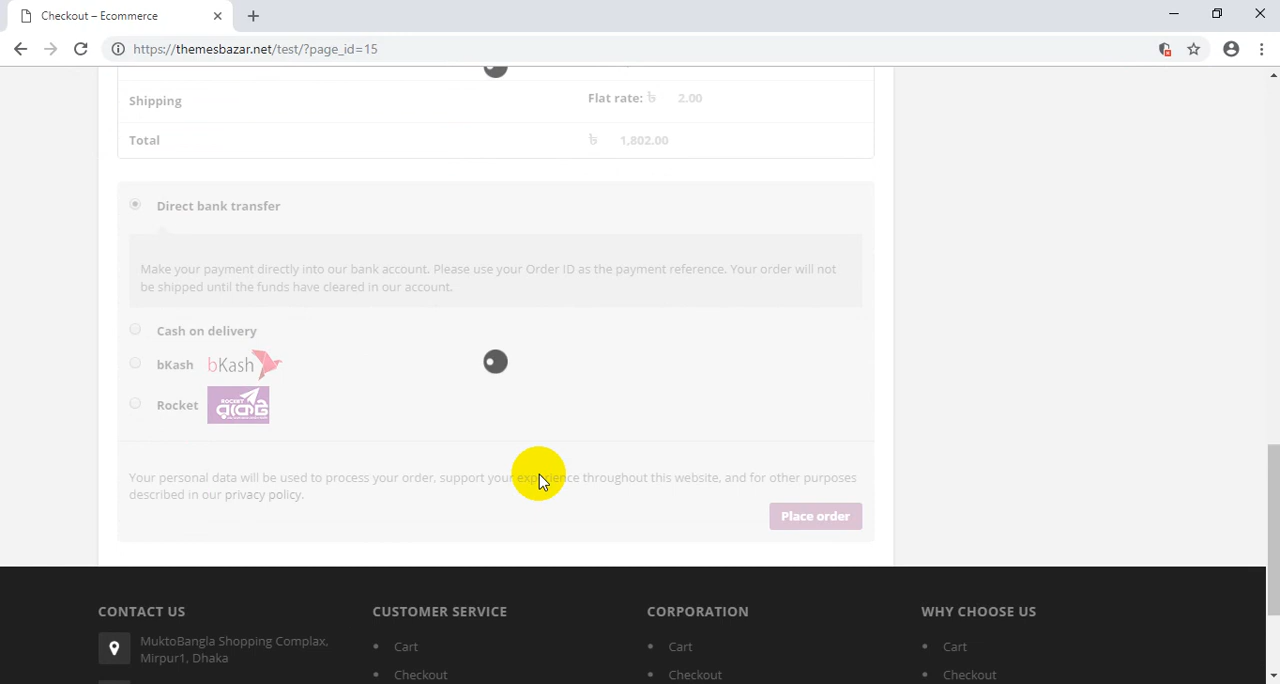 Checkout – Ecommerce
https://themesbazar.net/test/?page_id=15
Shipping
Flat rate: ৳ 2.00
Total
৳ 1,802.00
Direct bank transfer
Make your payment directly into our bank account. Please use your Order ID as the payment reference. Your order will not
be shipped until the funds have cleared in our account.
Cash on delivery
bKash bKash
Rocket ROCKET রকেট
Your personal data will be used to process your order, support your experience throughout this website, and for other purposes
described in our privacy policy.
Place order
CONTACT US
CUSTOMER SERVICE
CORPORATION
WHY CHOOSE US
MuktoBangla Shopping Complax,
Mirpur1, Dhaka
Cart
Cart
Cart
Checkout
Checkout
Checkout